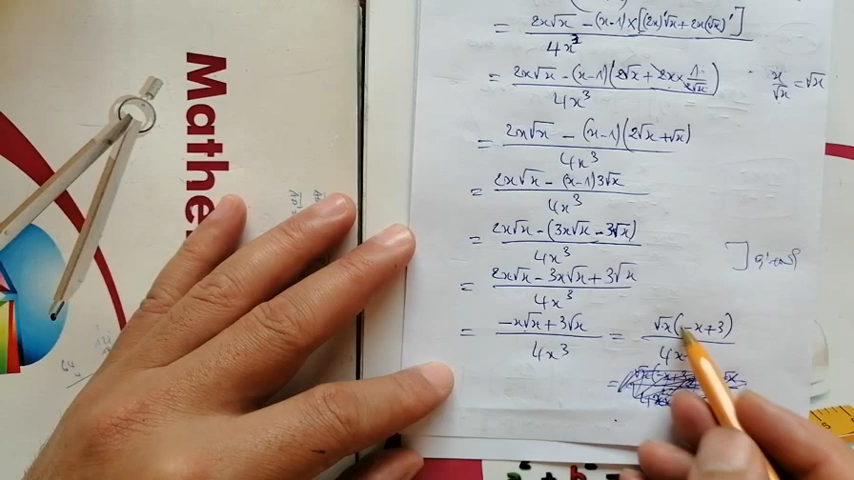 Mathe
= 2x√x − (x-1)×[(2x)'√x + 2x(√x)'] / 4x³
= 2x√x − (x-1)(2√x + 2x × 1/2√x) / 4x³
x/√x = √x
= 2x√x − (x-1)(2√x + √x) / 4x³
= 2x√x − (x-1)3√x / 4x³
= 2x√x − (3x√x − 3√x) / 4x³
= 2x√x − 3x√x + 3√x / 4x³
= -x√x + 3√x / 4x³ = √x(-x+3) / 4x